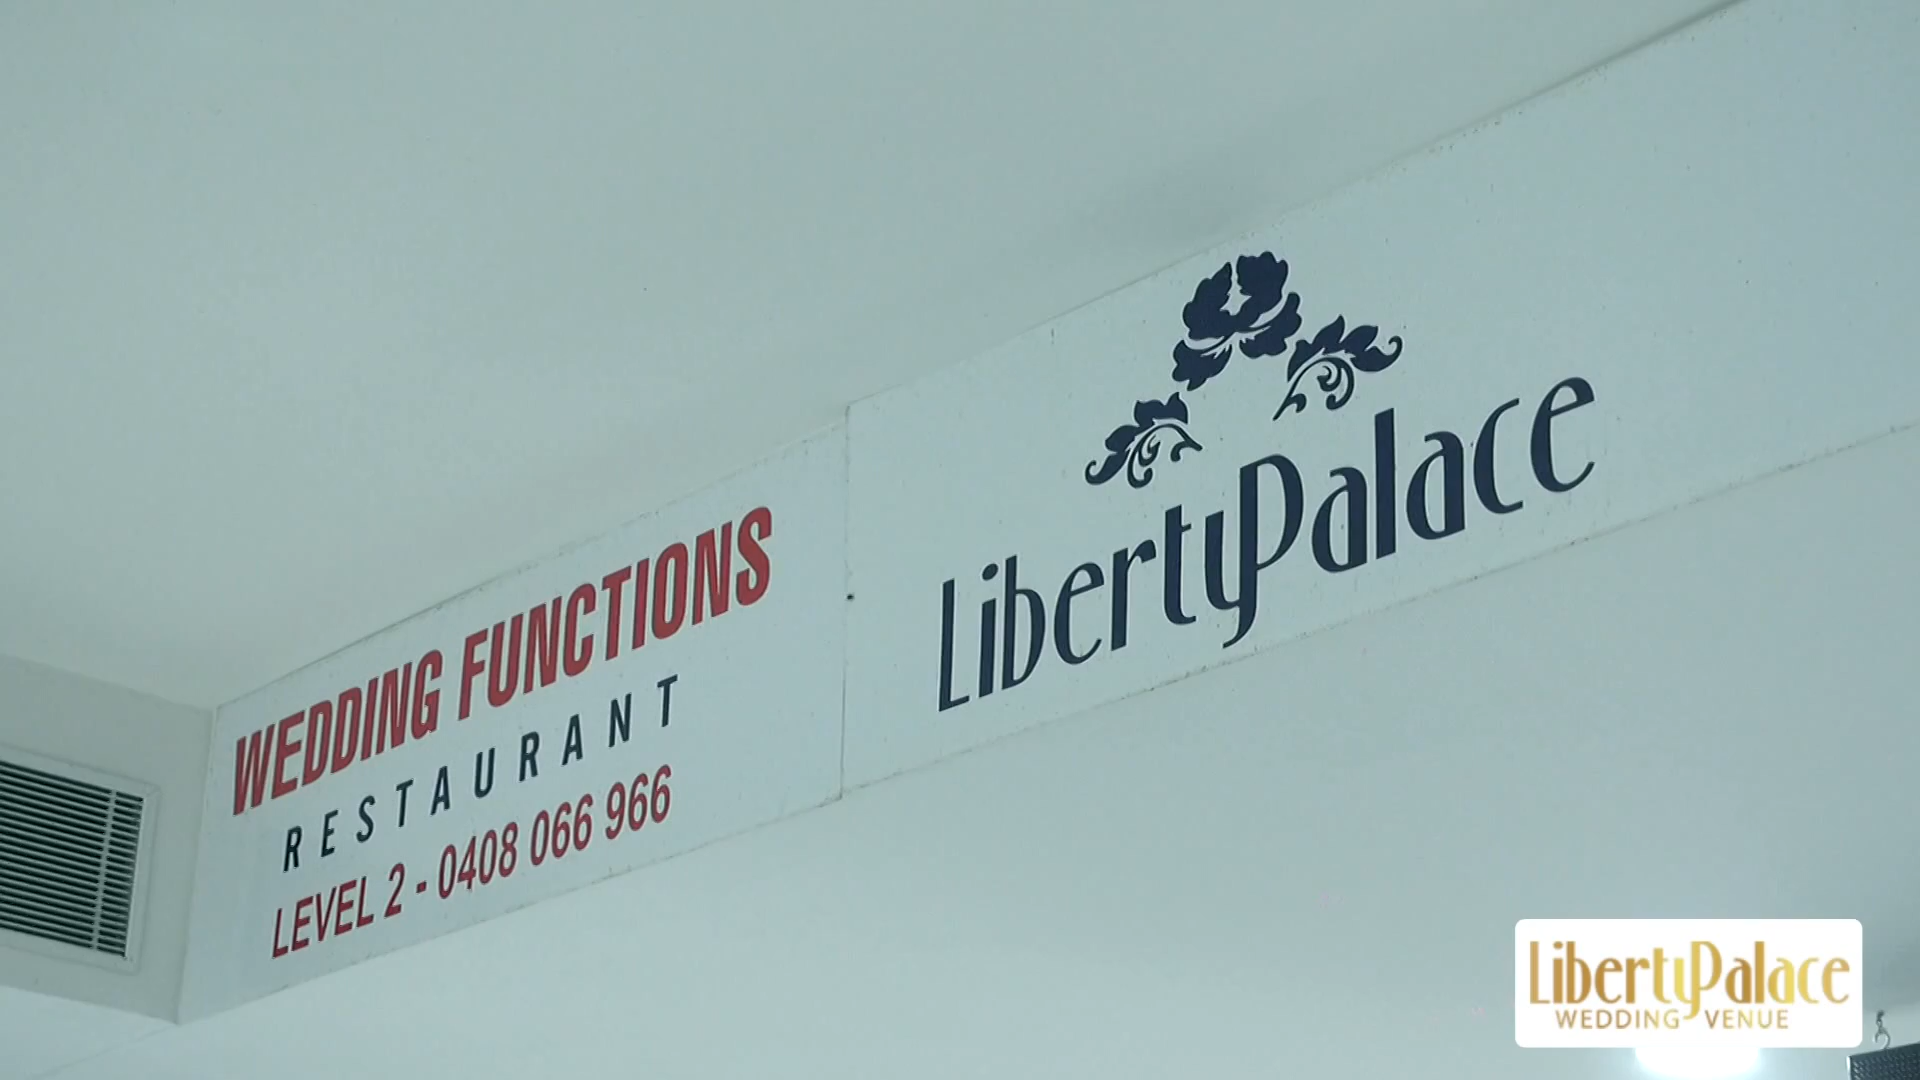 WEDDING FUNCTIONS
RESTAURANT
LEVEL 2 - 0408 066 966
LibertyPalace
LibertyPalace
WEDDING VENUE